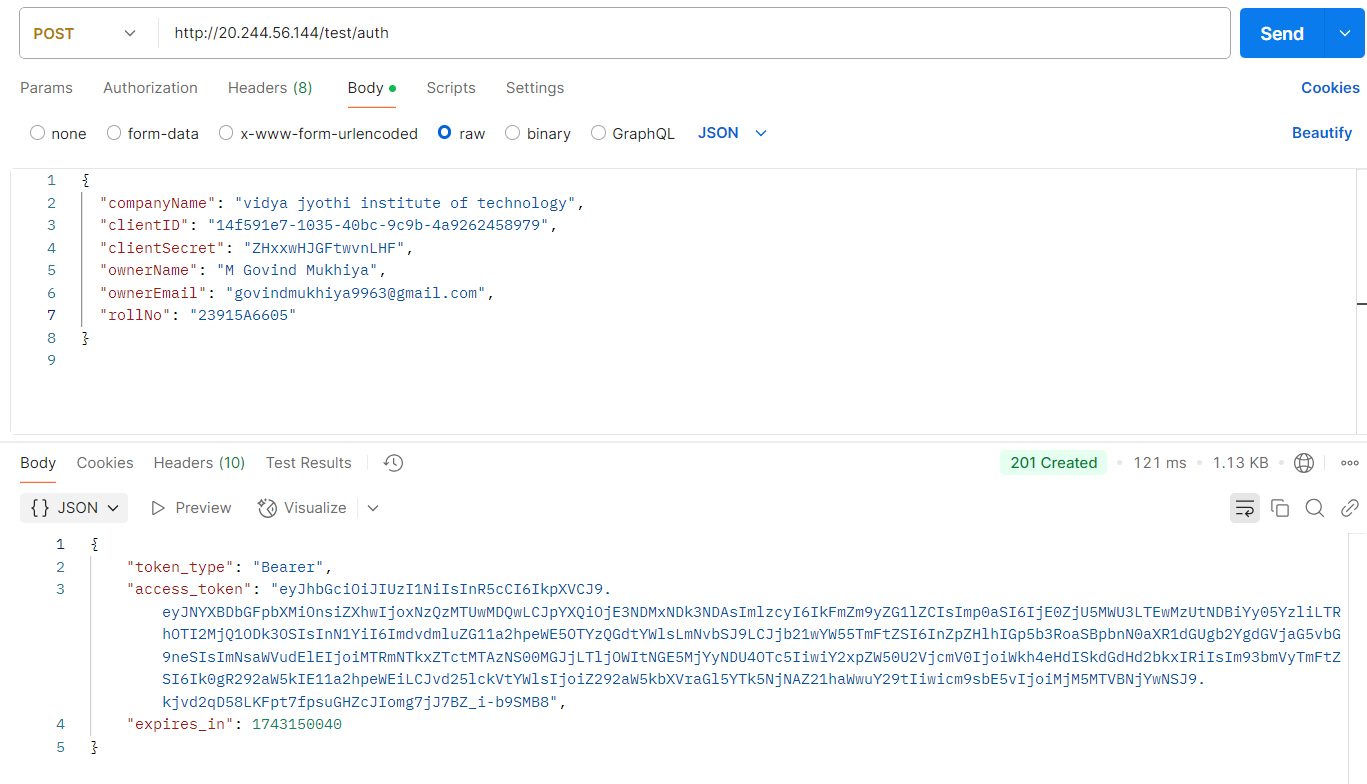 POST http://20.244.56.144/test/auth Send
Params Authorization Headers (8) Body Scripts Settings Cookies
none form-data x-www-form-urlencoded raw binary GraphQL JSON Beautify
1 {
2 "companyName": "vidya jyothi institute of technology",
3 "clientID": "14f591e7-1035-40bc-9c9b-4a9262458979",
4 "clientSecret": "ZHxxwHJGFtwvnLHF",
5 "ownerName": "M Govind Mukhiya",
6 "ownerEmail": "govindmukhiya9963@gmail.com",
7 "rollNo": "23915A6605"
8 }
9
Body Cookies Headers (10) Test Results 201 Created 121 ms 1.13 KB
{} JSON Preview Visualize
1 {
2 "token_type": "Bearer",
3 "access_token": "eyJhbGciOiJIUzI1NiIsInR5cCI6IkpXVCJ9.
eyJNYXBDbGFpbXMiOnsiZXhwIjoxNzQzMTUwMDQwLCJpYXQiOjE3NDMxNDk3NDAsImlzcyI6IkFmZm9yZG1lZCIsImp0aSI6IjE0ZjU5MWU3LTEwMzUtNDBiYy05YzliLTR
hOTI2MjQ1ODk3OSIsInN1YiI6ImdvdmluZG11a2hpeWE5OTYzQGdtYWlsLmNvbSJ9LCJjb21wYW55TmFtZSI6InZpZHlhIGp5b3RoaSBpbnN0aXR1dGUgb2YgdGVjaG5vbG
9neSIsImNsaWVudElEIjoiMTRmNTkxZTctMTAzNS00MGJjLTljOWItNGE5MjYyNDU4OTc5IiwiY2xpZW50U2VjcmV0IjoiWkh4eHdISkdGdHd2bkxIRiIsIm93bmVyTmFtZ
SI6Ik0gR292aW5kIE11a2hpeWEiLCJvd25lckVtYWlsIjoiZ292aW5kbXVraGl5YTk5NjNAZ21haWwuY29tIiwicm9sbE5vIjoiMjM5MTVBNjYwNSJ9.
kjvd2qD58LKFpt7fpsuGHZcJIomg7jJ7BZ_i-b9SMB8",
4 "expires_in": 1743150040
5 }